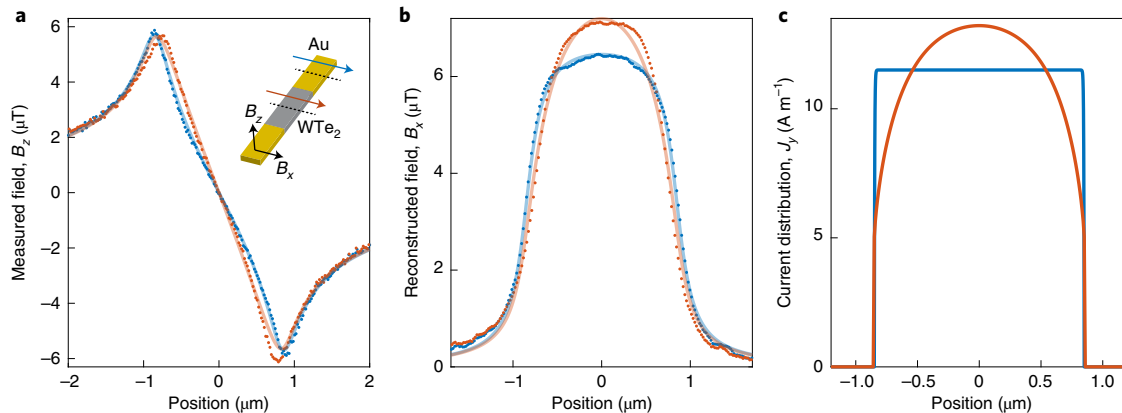 a
Measured field, B_z (μT)
6
4
2
0
−2
−4
−6
−2
−1
0
1
2
Position (μm)
Au
WTe₂
B_z
B_x
b
Reconstructed field, B_x (μT)
6
4
2
0
−1
0
1
Position (μm)
c
Current distribution, J_y (A m⁻¹)
10
5
0
−1.0
−0.5
0
0.5
1.0
Position (μm)